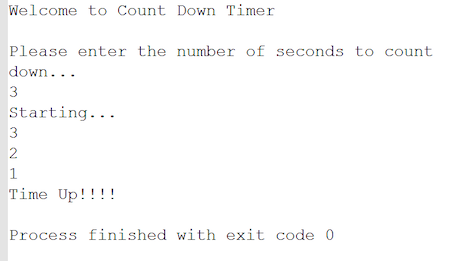 Welcome to Count Down Timer
Please enter the number of seconds to count
down...
3
Starting...
3
2
1
Time Up!!!!
Process finished with exit code 0